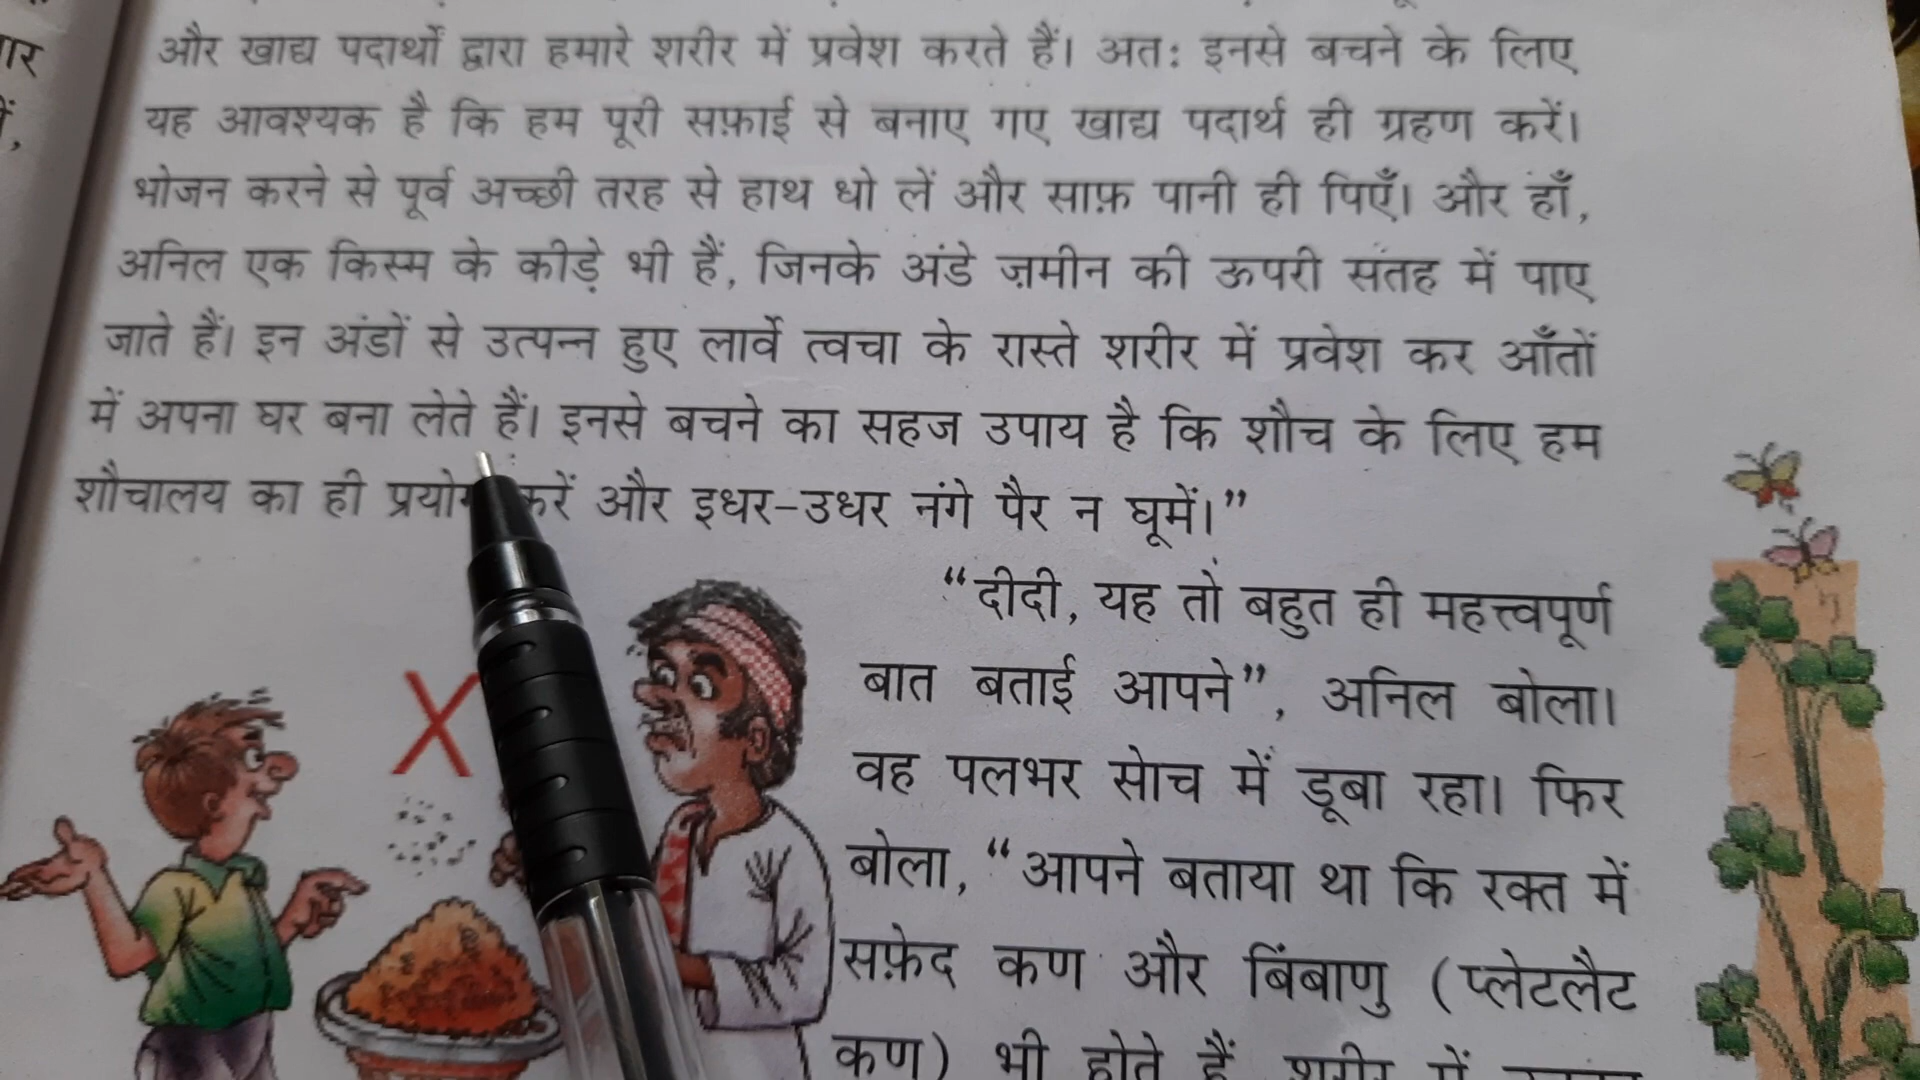 ार
और खाद्य पदार्थों द्वारा हमारे शरीर में प्रवेश करते हैं। अत: इनसे बचने के लिए
यह आवश्यक है कि हम पूरी सफ़ाई से बनाए गए खाद्य पदार्थ ही ग्रहण करें।
भोजन करने से पूर्व अच्छी तरह से हाथ धो लें और साफ़ पानी ही पिएँ। और हाँ,
अनिल एक किस्म के कीड़े भी हैं, जिनके अंडे ज़मीन की ऊपरी सतह में पाए
जाते हैं। इन अंडों से उत्पन्न हुए लार्वे त्वचा के रास्ते शरीर में प्रवेश कर आँतों
में अपना घर बना लेते हैं। इनसे बचने का सहज उपाय है कि शौच के लिए हम
शौचालय का ही प्रयोग करें और इधर-उधर नंगे पैर न घूमें।”
“दीदी, यह तो बहुत ही महत्त्वपूर्ण
बात बताई आपने”, अनिल बोला।
वह पलभर सोच में डूबा रहा। फिर
बोला, “आपने बताया था कि रक्त में
सफ़ेद कण और बिंबाणु (प्लेटलैट
कण) भी होते हैं शरीर में